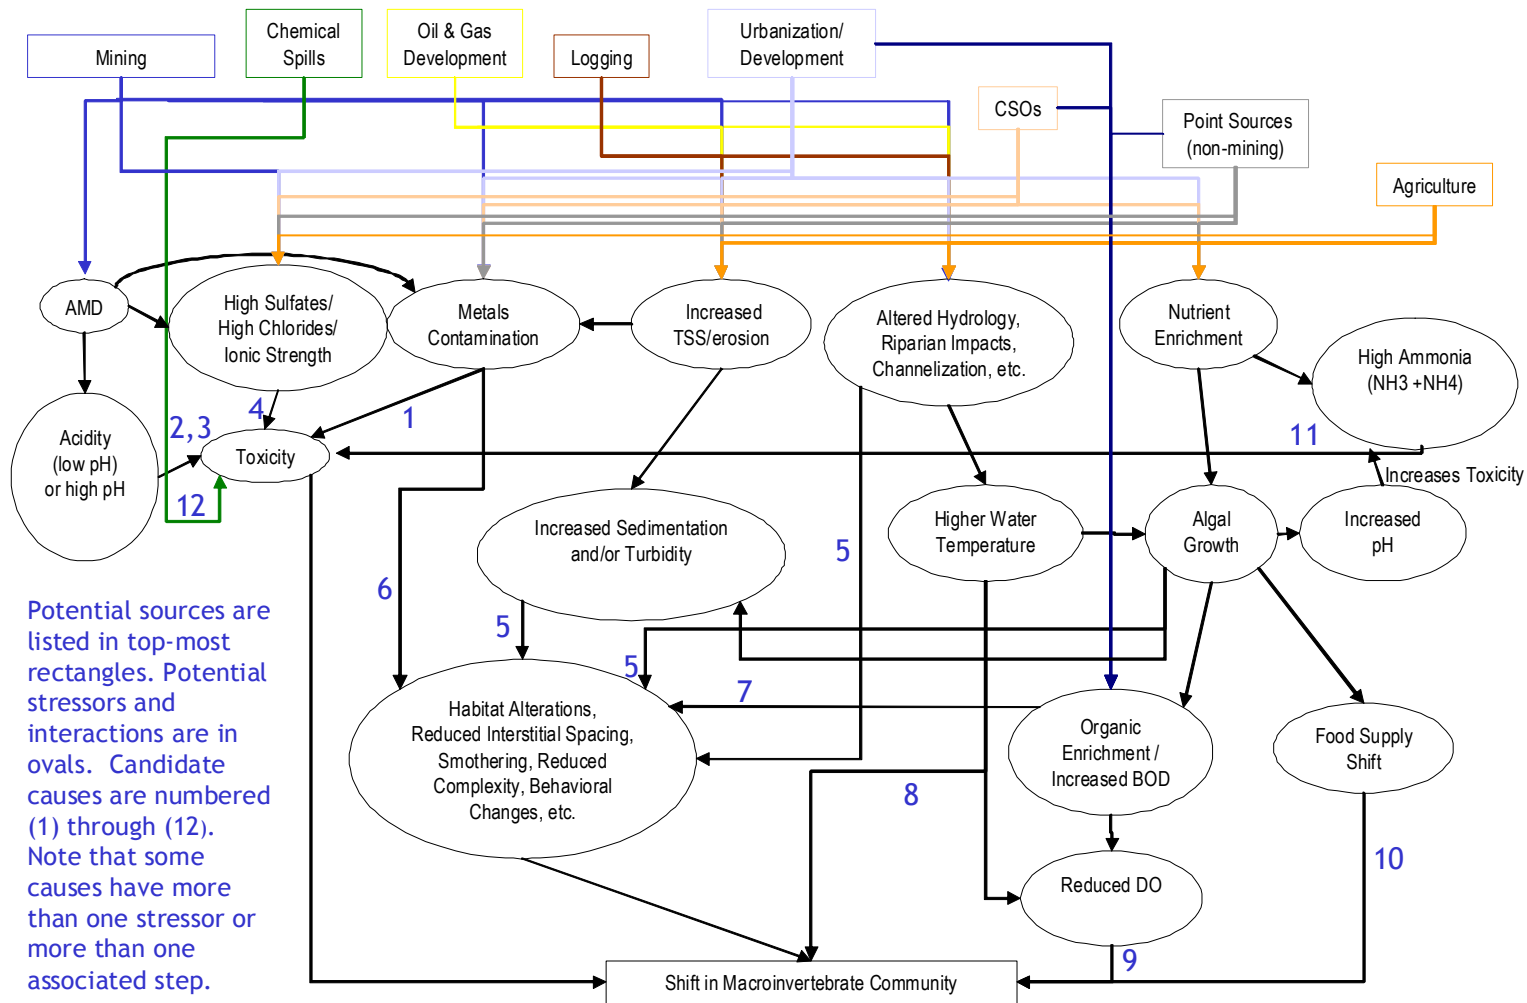 Mining
Chemical
Spills
Oil & Gas
Development
Logging
Urbanization/
Development
CSOs
Point Sources
(non-mining)
Agriculture
AMD
High Sulfates/
High Chlorides/
Ionic Strength
Metals
Contamination
Increased
TSS/erosion
Altered Hydrology,
Riparian Impacts,
Channelization, etc.
Nutrient
Enrichment
High Ammonia
(NH3 +NH4)
Acidity
(low pH)
or high pH
2,3
4
1
Toxicity
12
11
Increases Toxicity
Increased Sedimentation
and/or Turbidity
5
Higher Water
Temperature
Algal
Growth
Increased
pH
6
5
5
7
Potential sources are
listed in top-most
rectangles. Potential
stressors and
interactions are in
ovals. Candidate
causes are numbered
(1) through (12).
Note that some
causes have more
than one stressor or
more than one
associated step.
Habitat Alterations,
Reduced Interstitial Spacing,
Smothering, Reduced
Complexity, Behavioral
Changes, etc.
8
Organic
Enrichment /
Increased BOD
Food Supply
Shift
10
Reduced DO
9
Shift in Macroinvertebrate Community